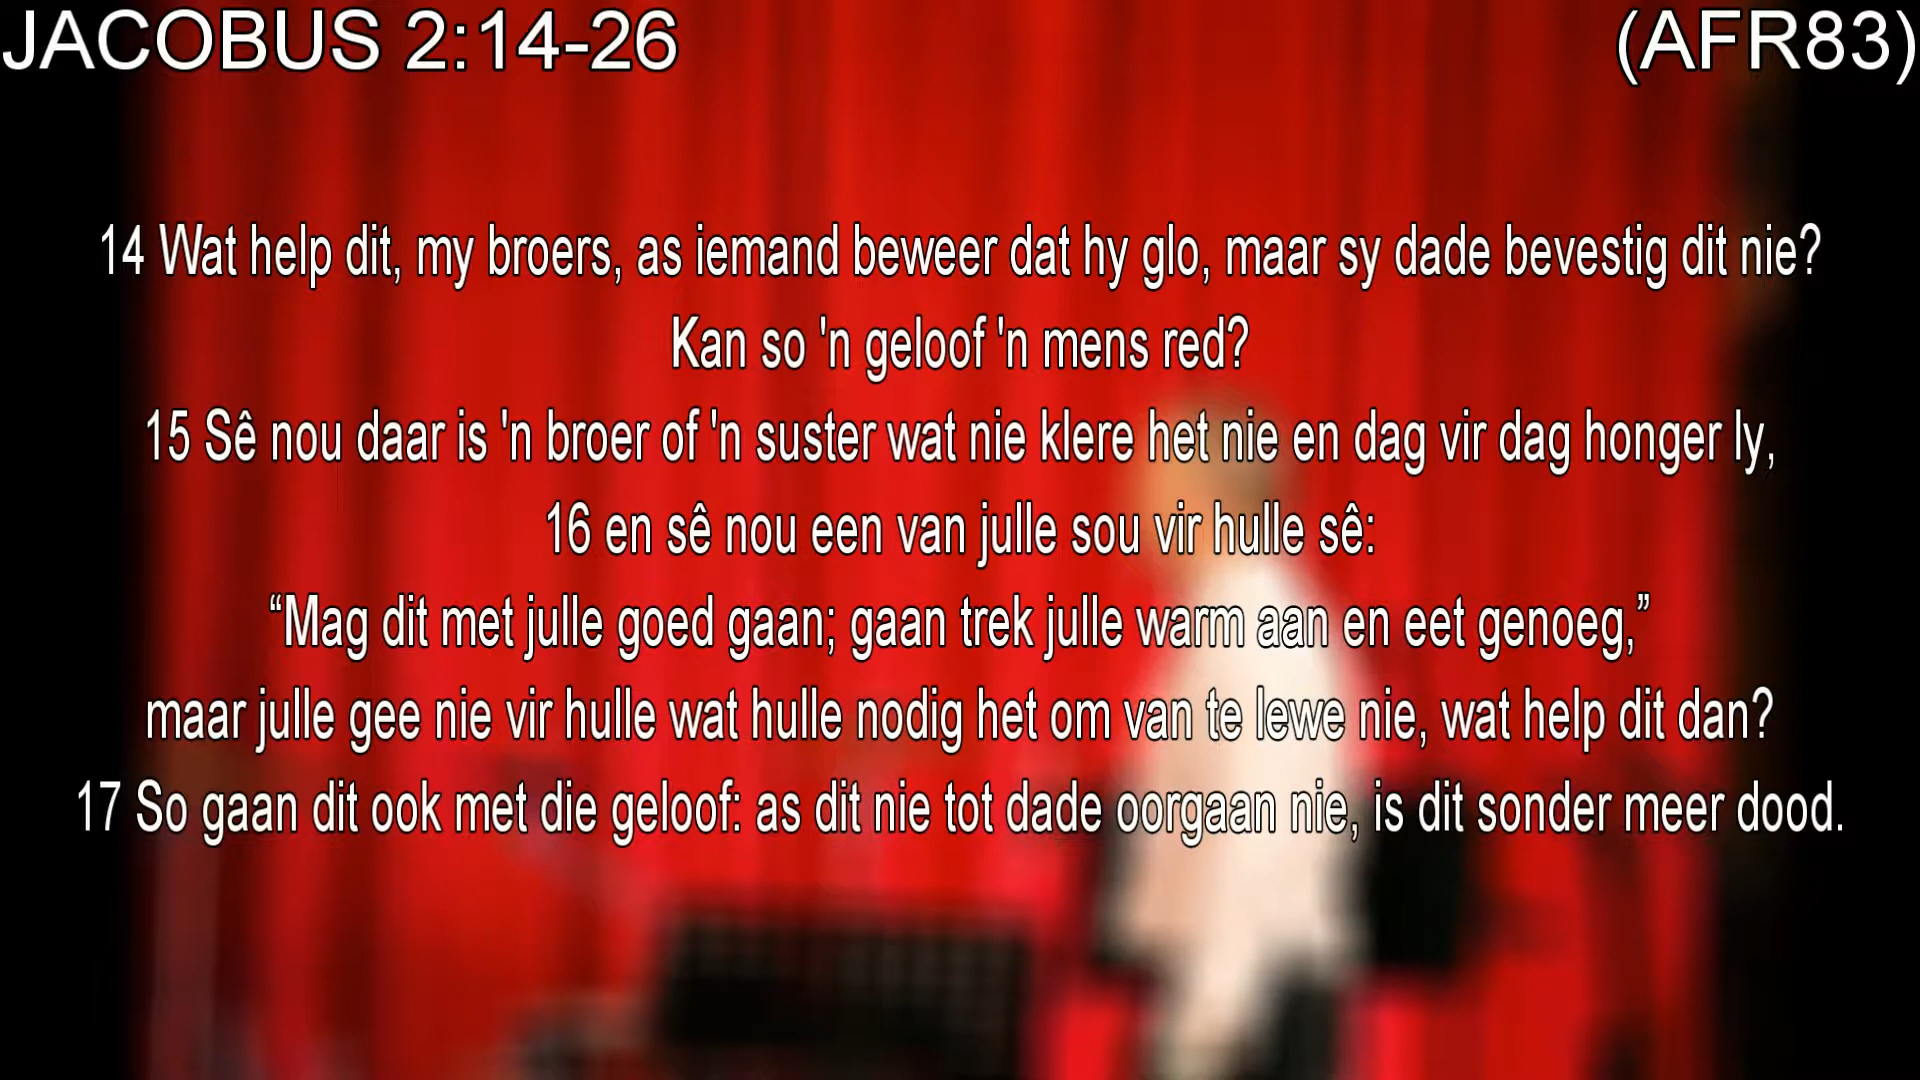 JACOBUS 2:14-26 (AFR83)
14 Wat help dit, my broers, as iemand beweer dat hy glo, maar sy dade bevestig dit nie?
Kan so 'n geloof 'n mens red?
15 Sê nou daar is 'n broer of 'n suster wat nie klere het nie en dag vir dag honger ly,
16 en sê nou een van julle sou vir hulle sê:
“Mag dit met julle goed gaan; gaan trek julle warm aan en eet genoeg,”
maar julle gee nie vir hulle wat hulle nodig het om van te lewe nie, wat help dit dan?
17 So gaan dit ook met die geloof: as dit nie tot dade oorgaan nie, is dit sonder meer dood.